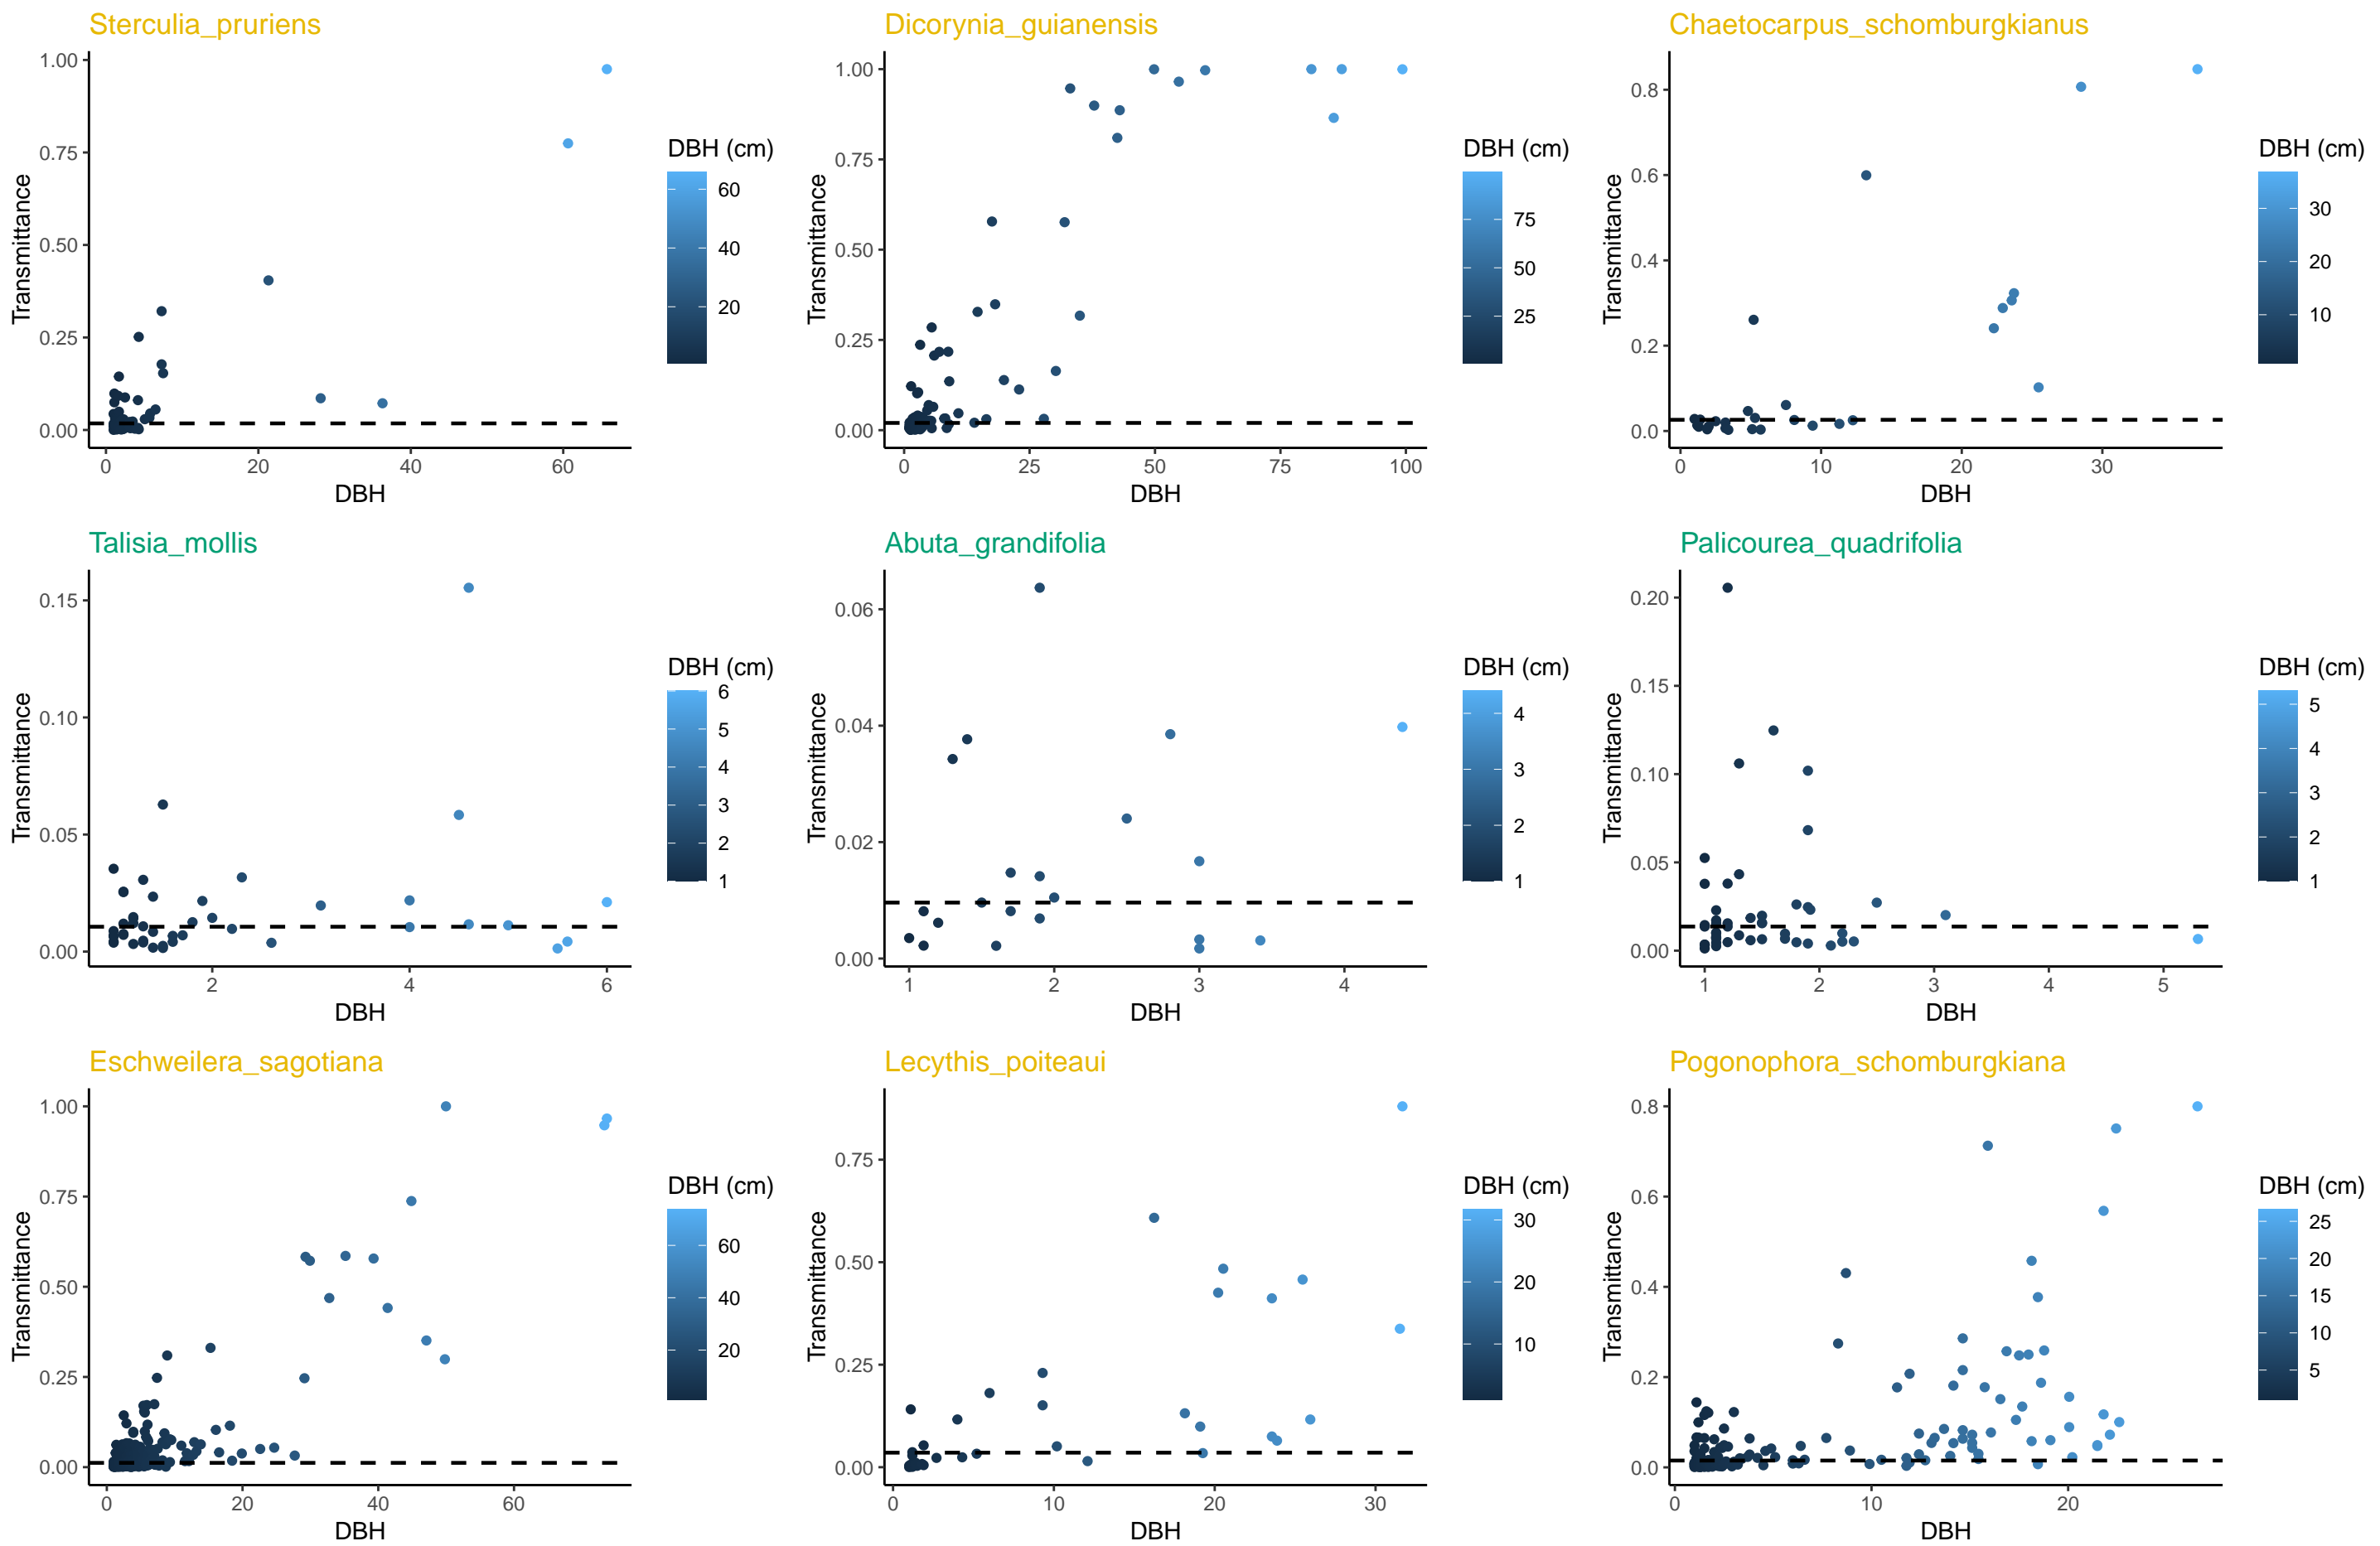 Sterculia_pruriens
Transmittance
1.00
0.75
0.50
0.25
0.00
0 20 40 60
DBH
DBH (cm)
60
40
20
Dicorynia_guianensis
Transmittance
1.00
0.75
0.50
0.25
0.00
0 25 50 75 100
DBH
DBH (cm)
75
50
25
Chaetocarpus_schomburgkianus
Transmittance
0.8
0.6
0.4
0.2
0.0
0 10 20 30
DBH
DBH (cm)
30
20
10
Talisia_mollis
Transmittance
0.15
0.10
0.05
0.00
2 4 6
DBH
DBH (cm)
6
5
4
3
2
1
Abuta_grandifolia
Transmittance
0.06
0.04
0.02
0.00
1 2 3 4
DBH
DBH (cm)
4
3
2
1
Palicourea_quadrifolia
Transmittance
0.20
0.15
0.10
0.05
0.00
1 2 3 4 5
DBH
DBH (cm)
5
4
3
2
1
Eschweilera_sagotiana
Transmittance
1.00
0.75
0.50
0.25
0.00
0 20 40 60
DBH
DBH (cm)
60
40
20
Lecythis_poiteaui
Transmittance
0.75
0.50
0.25
0.00
0 10 20 30
DBH
DBH (cm)
30
20
10
Pogonophora_schomburgkiana
Transmittance
0.8
0.6
0.4
0.2
0.0
0 10 20
DBH
DBH (cm)
25
20
15
10
5